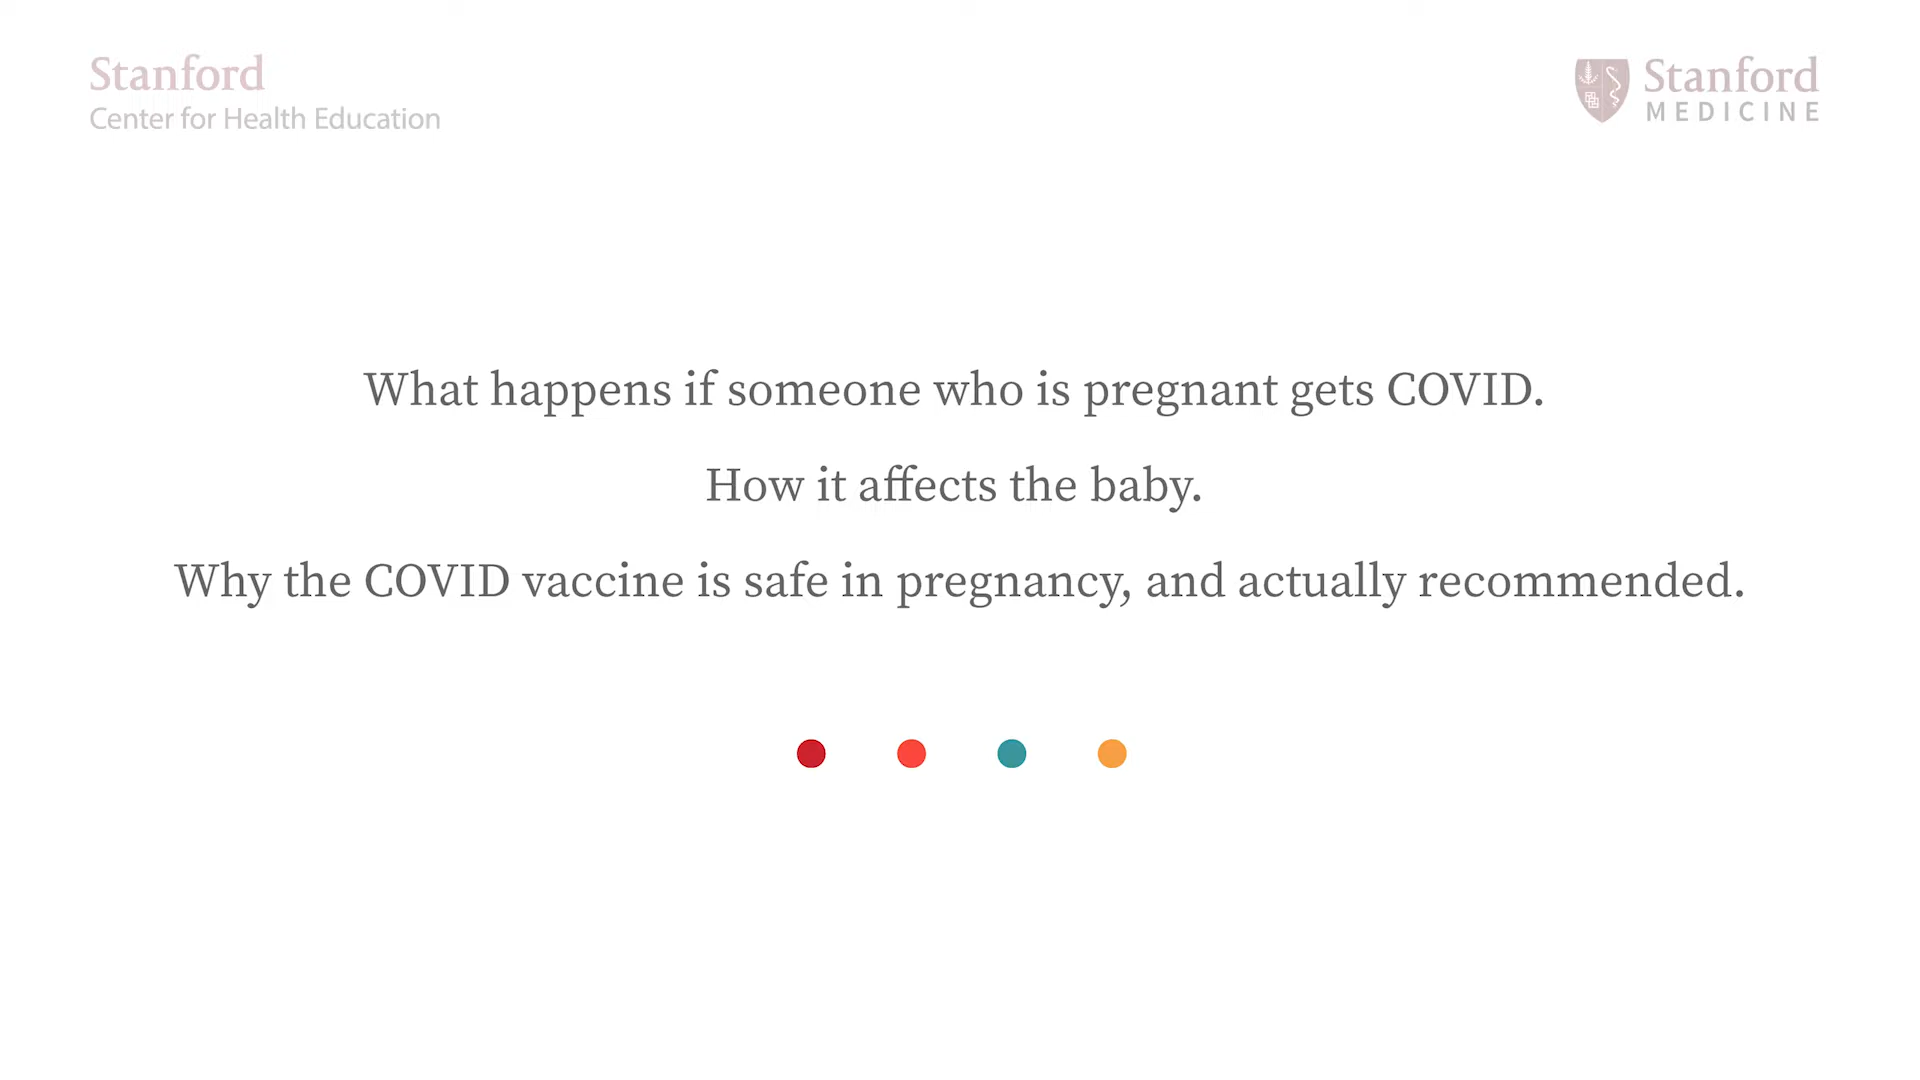 Stanford
Center for Health Education
Stanford
MEDICINE
What happens if someone who is pregnant gets COVID.
How it affects the baby.
Why the COVID vaccine is safe in pregnancy, and actually recommended.